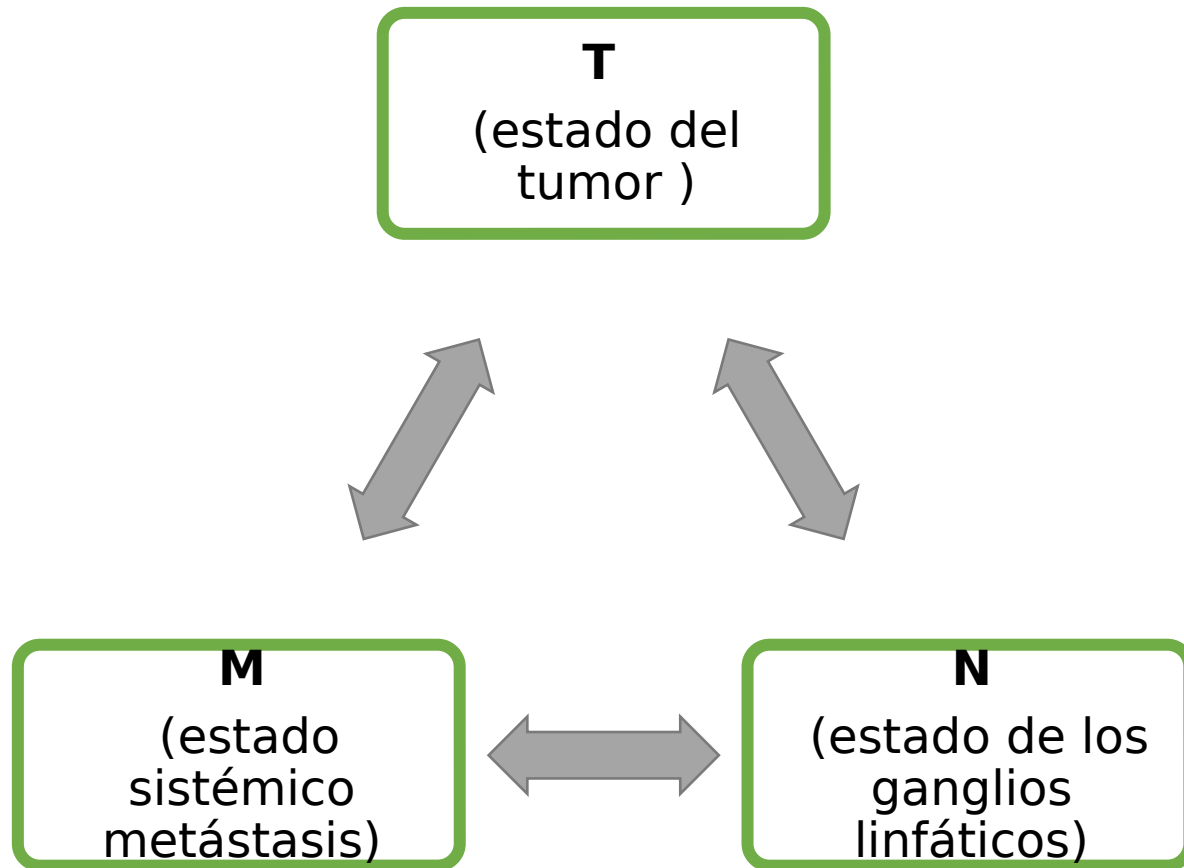 T
(estado del
tumor )
M
(estado
sistémico
metástasis)
N
(estado de los
ganglios
linfáticos)